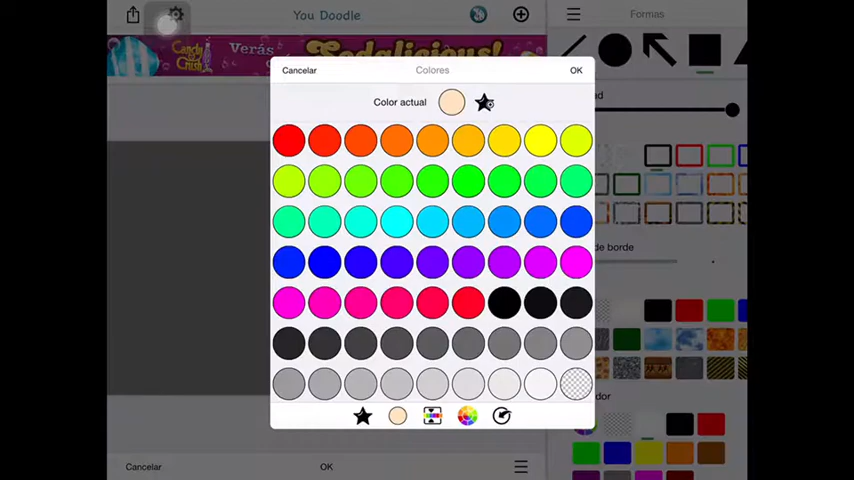 You Doodle
Formas
CANDY CRUSH
Verás
Sodalicious!
Cancelar
Colores
OK
Color actual
de borde
Cancelar
OK